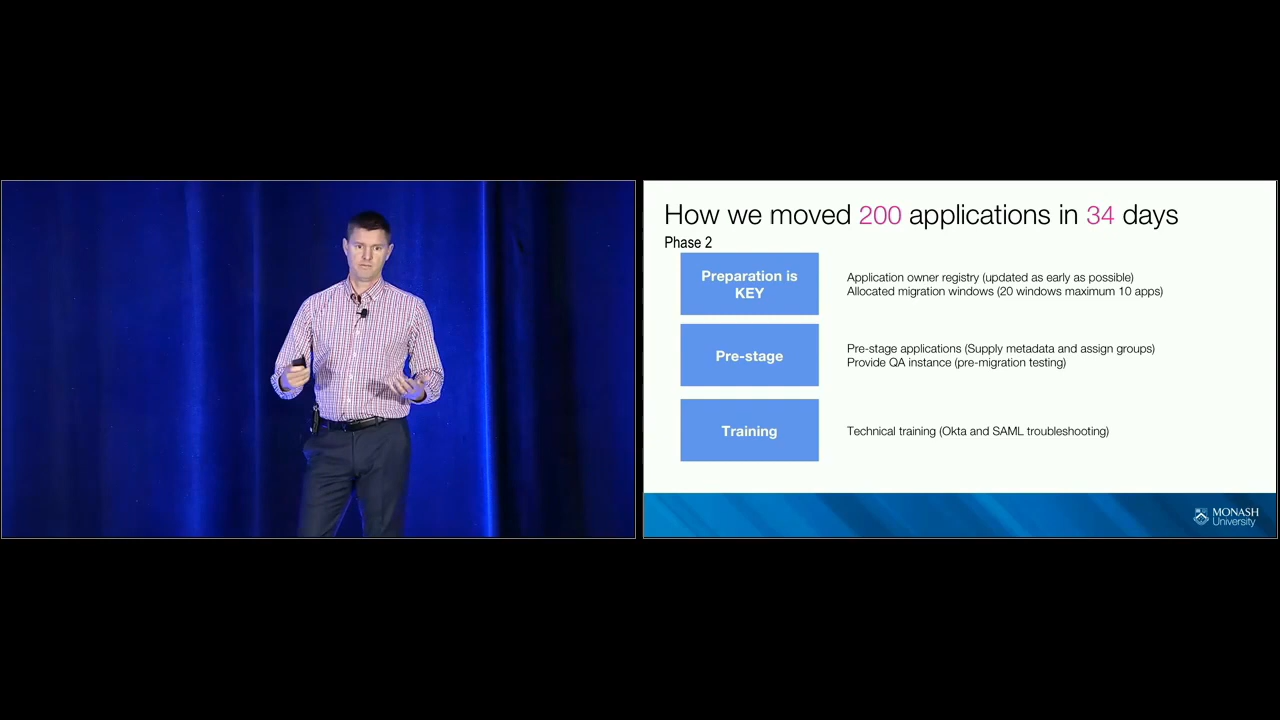 How we moved 200 applications in 34 days
Phase 2
Preparation is
KEY
Application owner registry (updated as early as possible)
Allocated migration windows (20 windows maximum 10 apps)
Pre-stage
Pre-stage applications (Supply metadata and assign groups)
Provide QA instance (pre-migration testing)
Training
Technical training (Okta and SAML troubleshooting)
MONASH
University